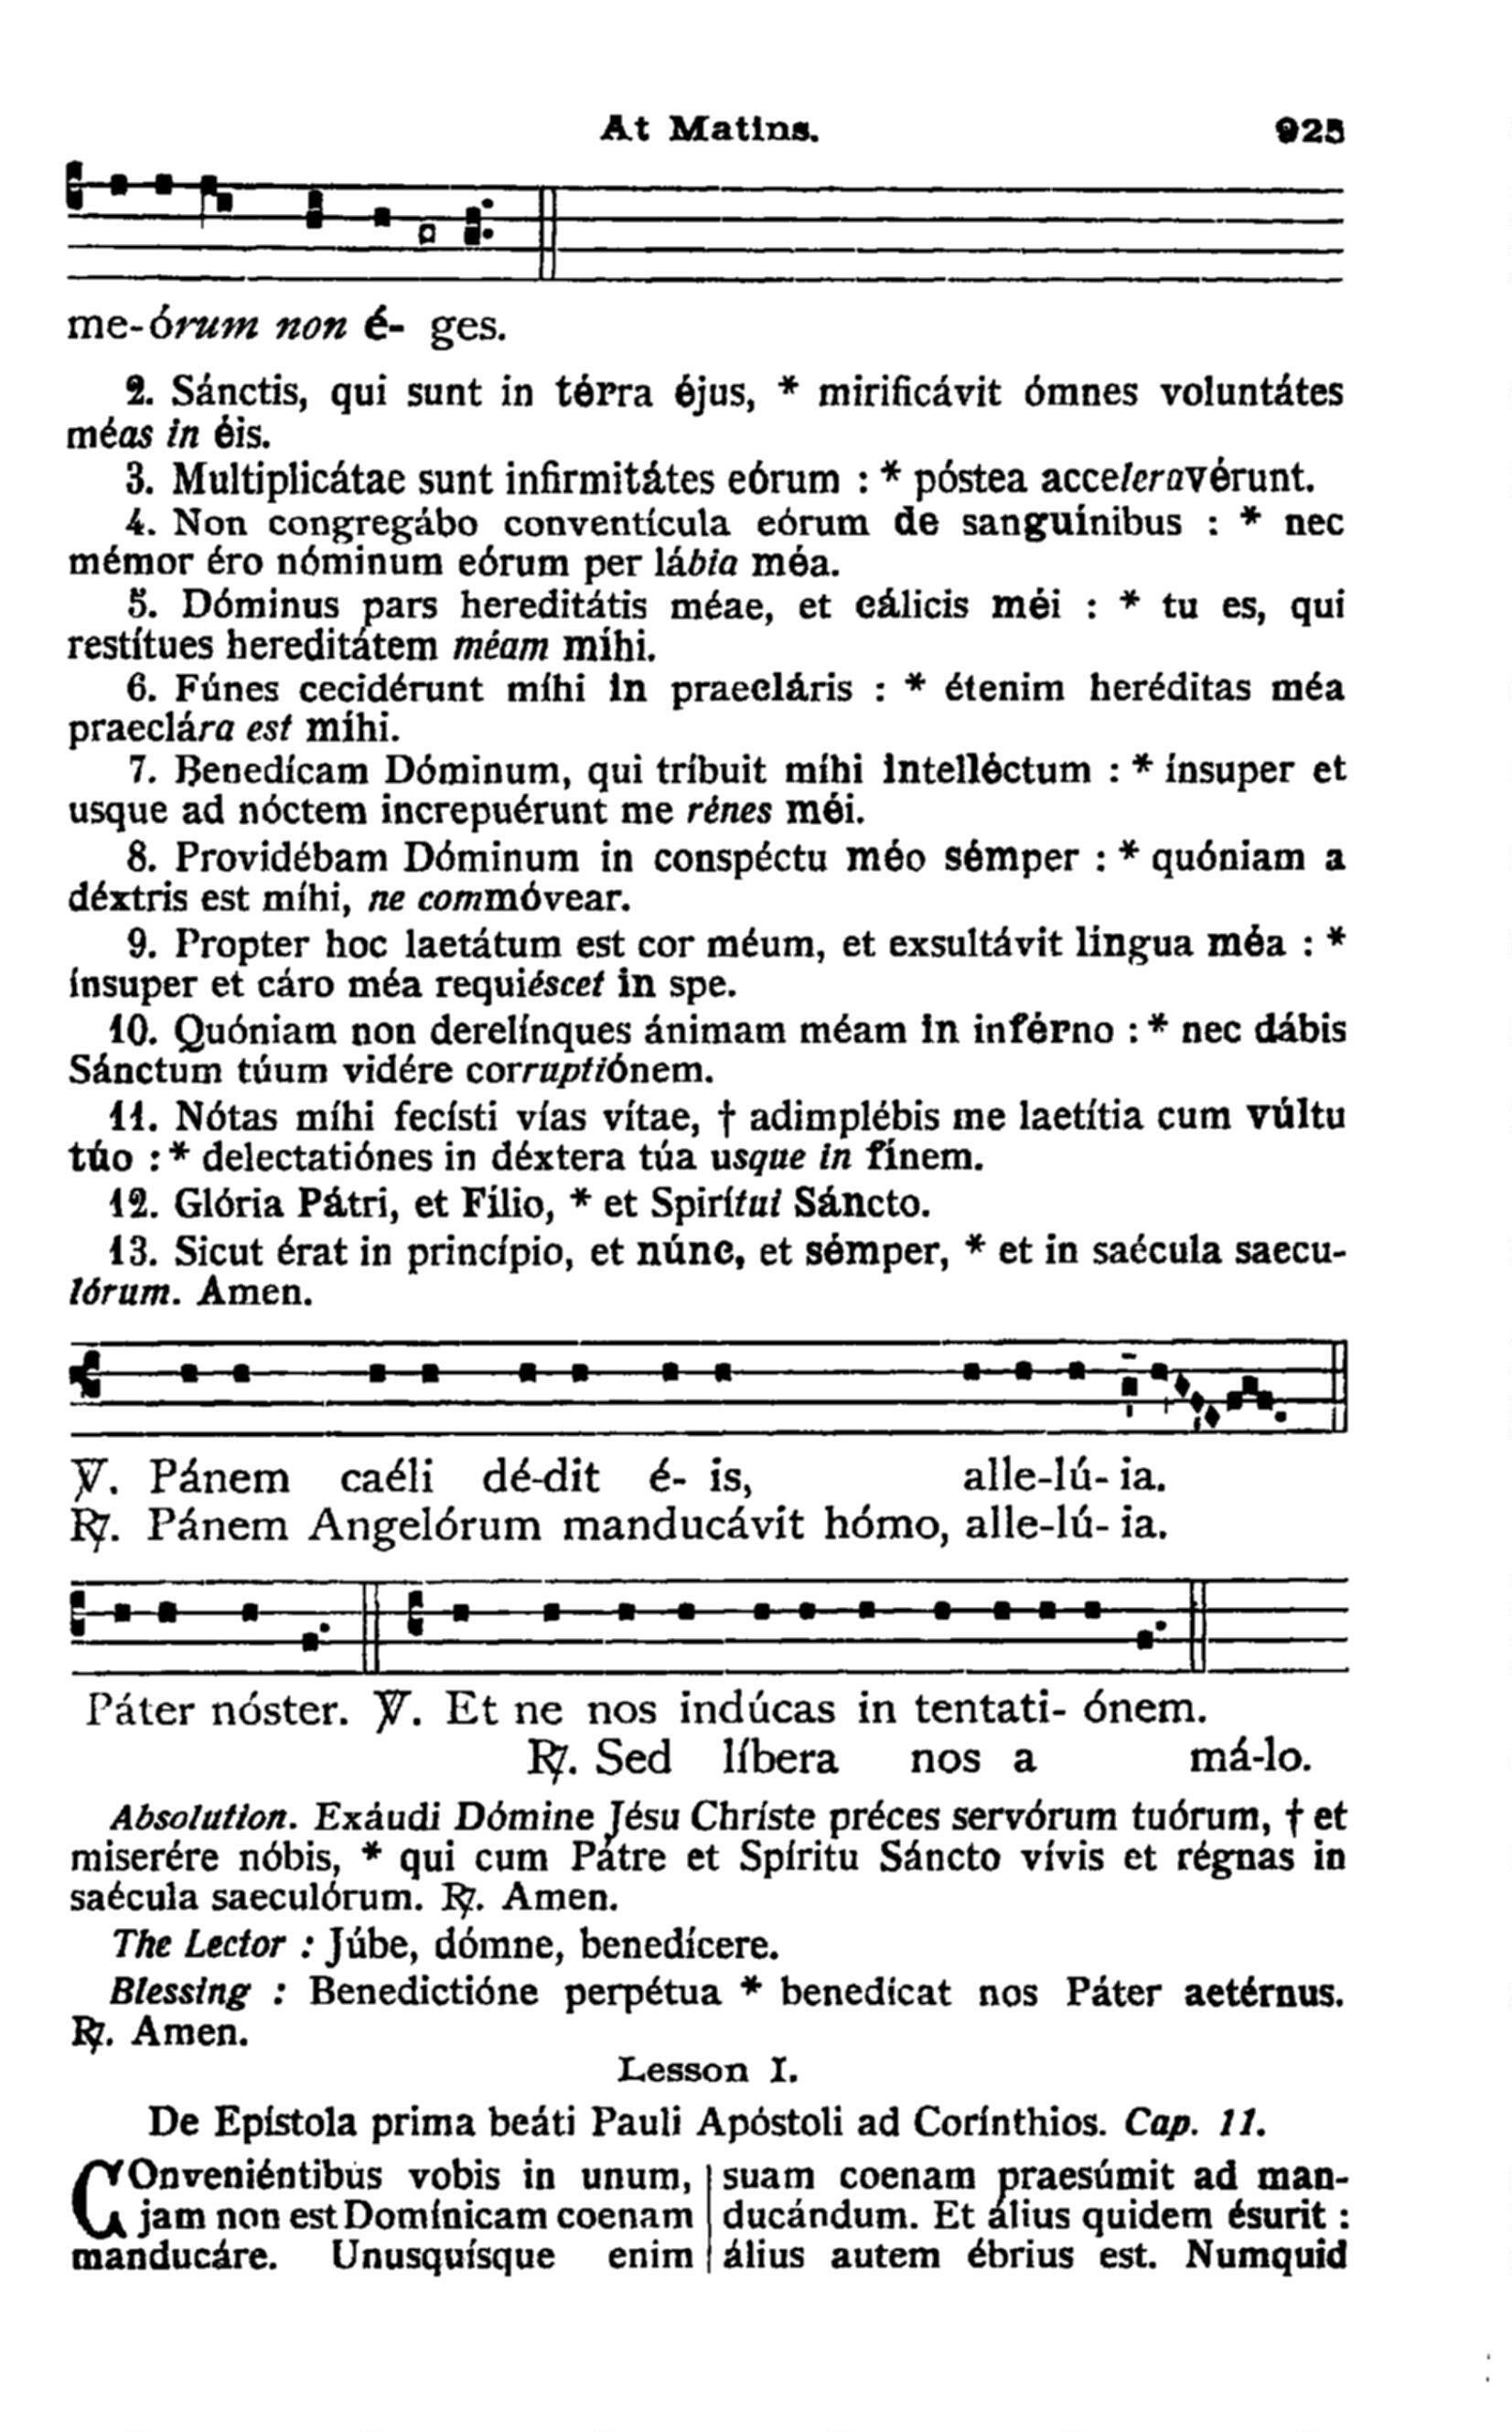 At Matins. 925
me-órum non é- ges.
2. Sánctis, qui sunt in térra éjus, * mirificávit ómnes voluntátes
méas in éis.
3. Multiplicátae sunt infirmitátes eórum : * póstea acceleravérunt.
4. Non congregábo conventícula eórum de sanguínibus : * nec
mémor éro nóminum eórum per lábia méa.
5. Dóminus pars hereditátis méae, et cálicis méi : * tu es, qui
restítues hereditátem méam míhi.
6. Fúnes cecidérunt míhi in praecláris : * étenim heréditas méa
praeclára est míhi.
7. Benedícam Dóminum, qui tríbuit míhi intelléctum : * ínsuper et
usque ad nóctem increpuérunt me rénes méi.
8. Providébam Dóminum in conspéctu méo sémper : * quóniam a
déxtris est míhi, ne commóvear.
9. Propter hoc laetátum est cor méum, et exsultávit lingua méa : *
ínsuper et cáro méa requiéscet in spe.
10. Quóniam non derelínques ánimam méam in inférno : * nec dábis
Sánctum túum vidére corruptiónem.
11. Nótas míhi fecísti vías vítae, † adimplébis me laetítia cum vúltu
túo : * delectatiónes in déxtera túa usque in fínem.
12. Glória Pátri, et Fílio, * et Spirítui Sáncto.
13. Sicut érat in princípio, et núnc, et sémper, * et in saécula saecu-
lórum. Amen.
℣. Pánem caéli dé-dit é- is, alle-lú- ia.
℟. Pánem Angelórum manducávit hómo, alle-lú- ia.
Páter nóster. ℣. Et ne nos indúcas in tentati- ónem.
℟. Sed líbera nos a má-lo.
Absolution. Exáudi Dómine Jésu Christe préces servórum tuórum, † et
miserére nóbis, * qui cum Pátre et Spíritu Sáncto vívis et régnas in
saécula saeculórum. ℟. Amen.
The Lector : Júbe, dómne, benedícere.
Blessing : Benedictióne perpétua * benedícat nos Páter aetérnus.
℟. Amen.
Lesson I.
De Epístola prima beáti Pauli Apóstoli ad Corínthios. Cap. 11.
COnveniéntibus vobis in unum,
jam non est Domínicam coenam
manducáre. Unusquísque enim
suam coenam praesúmit ad man-
ducándum. Et álius quidem ésurit :
álius autem ébrius est. Numquid